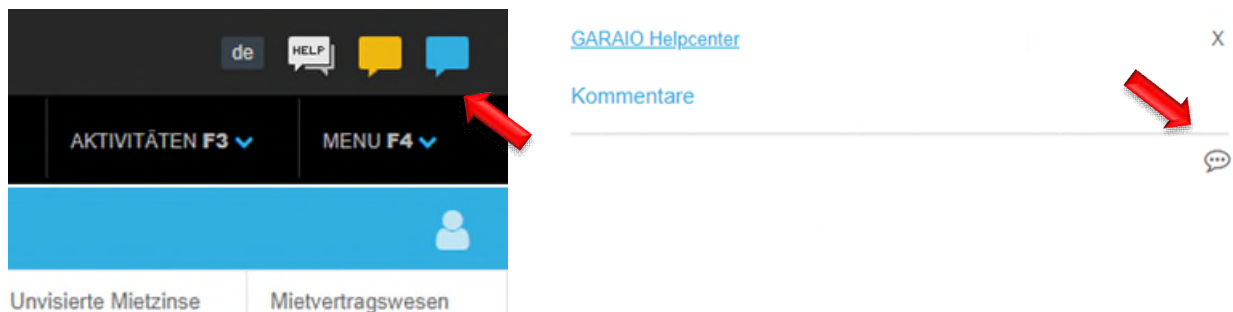 de HELP
AKTIVITÄTEN F3 MENU F4
Unvisierte Mietzinse Mietvertragswesen
GARAIO Helpcenter X
Kommentare